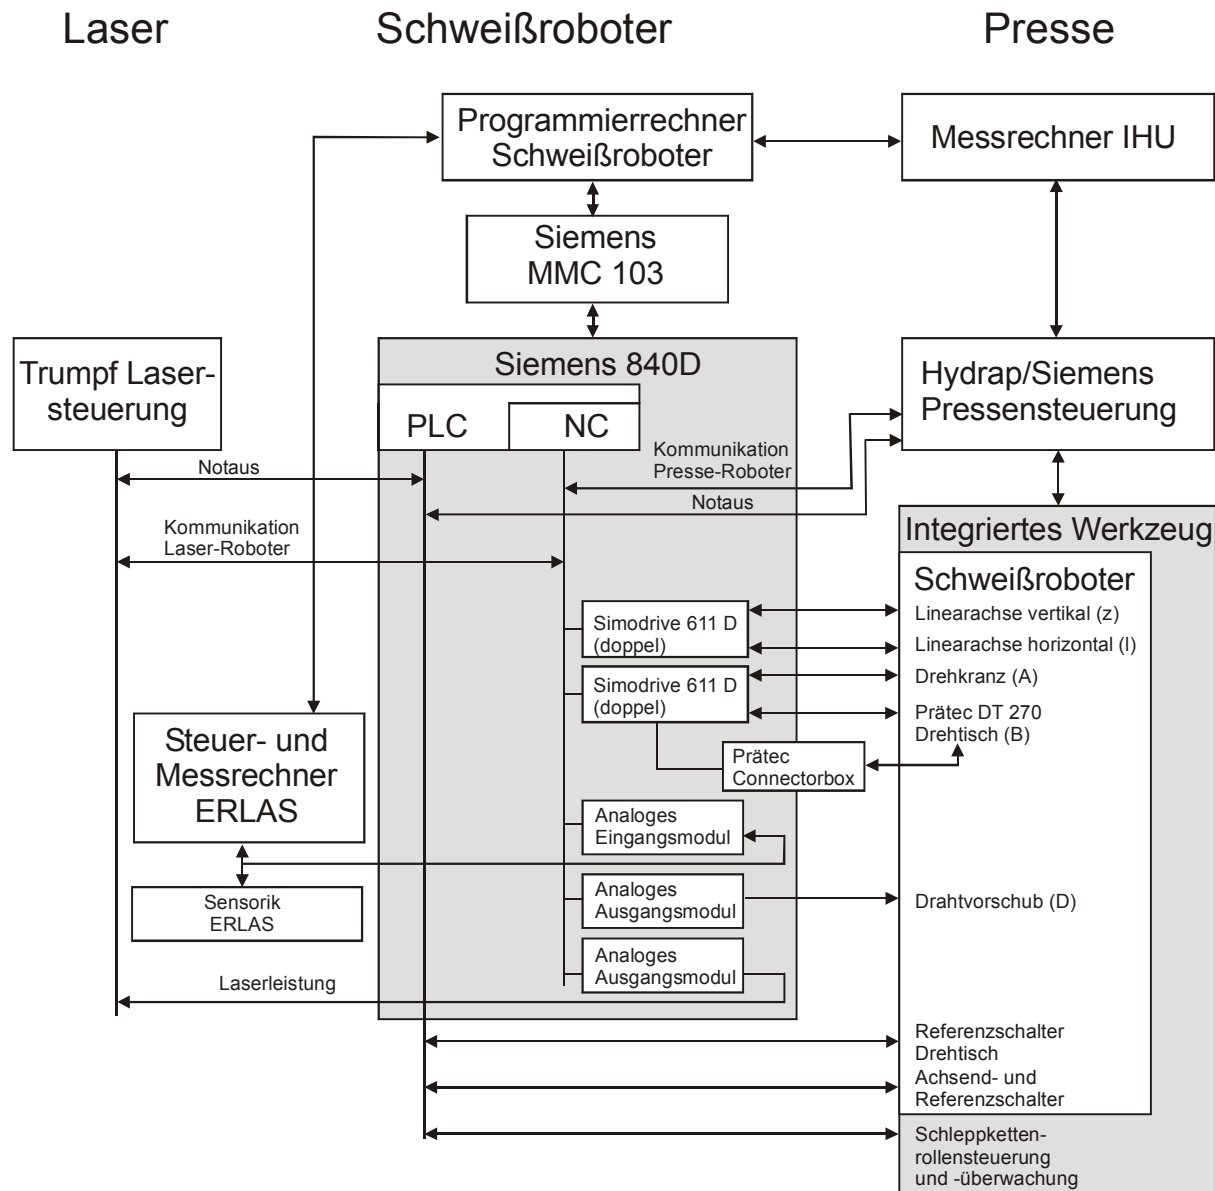 Laser
Schweißroboter
Presse
Programmierrechner
Schweißroboter
Messrechner IHU
Siemens
MMC 103
Trumpf Laser-
steuerung
Siemens 840D
PLC
NC
Hydrap/Siemens
Pressensteuerung
Kommunikation
Presse-Roboter
Notaus
Notaus
Kommunikation
Laser-Roboter
Integriertes Werkzeug
Schweißroboter
Simodrive 611 D
(doppel)
Linearachse vertikal (z)
Linearachse horizontal (l)
Simodrive 611 D
(doppel)
Drehkranz (A)
Prätec DT 270
Drehtisch (B)
Steuer- und
Messrechner
ERLAS
Prätec
Connectorbox
Analoges
Eingangsmodul
Sensorik
ERLAS
Analoges
Ausgangsmodul
Drahtvorschub (D)
Analoges
Ausgangsmodul
Laserleistung
Referenzschalter
Drehtisch
Achsend- und
Referenzschalter
Schleppketten-
rollensteuerung
und -überwachung